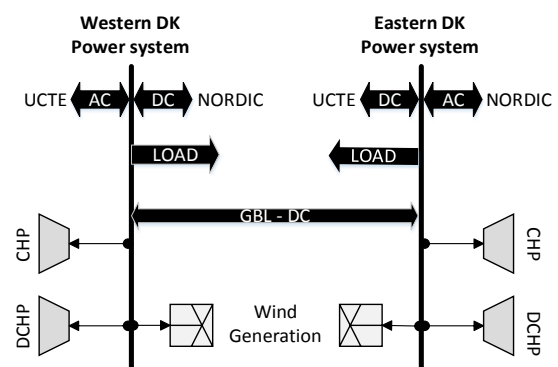 Western DK
Power system
Eastern DK
Power system
UCTE AC DC NORDIC
UCTE DC AC NORDIC
LOAD
LOAD
GBL - DC
CHP
CHP
DCHP
Wind
Generation
DCHP